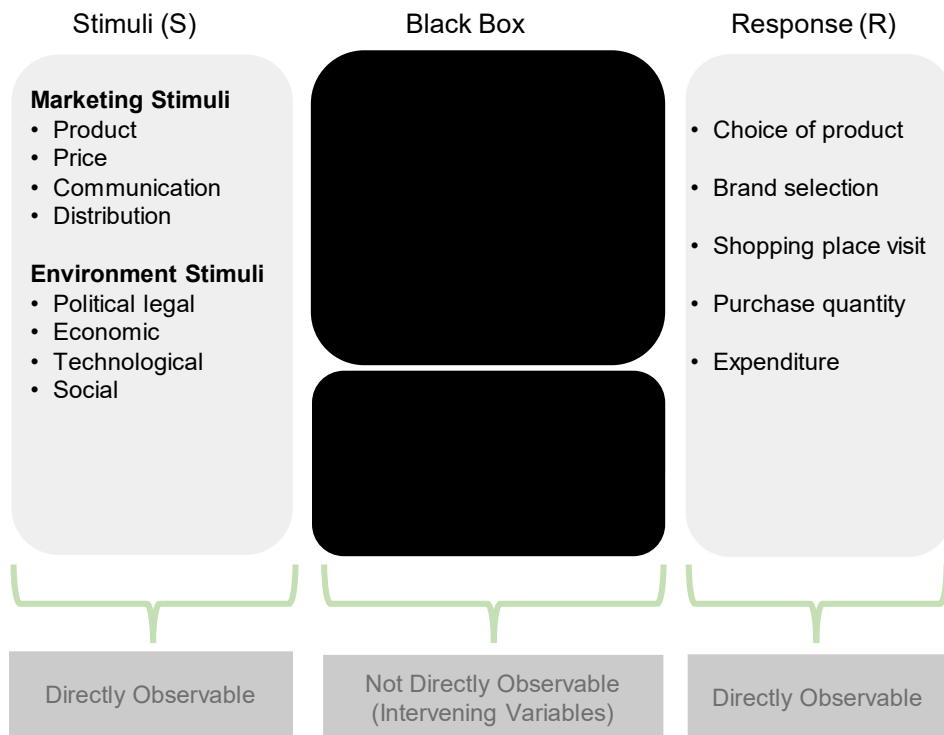 Stimuli (S)
Black Box
Response (R)
Marketing Stimuli
• Product
• Price
• Communication
• Distribution
Environment Stimuli
• Political legal
• Economic
• Technological
• Social
• Choice of product
• Brand selection
• Shopping place visit
• Purchase quantity
• Expenditure
Directly Observable
Not Directly Observable
(Intervening Variables)
Directly Observable